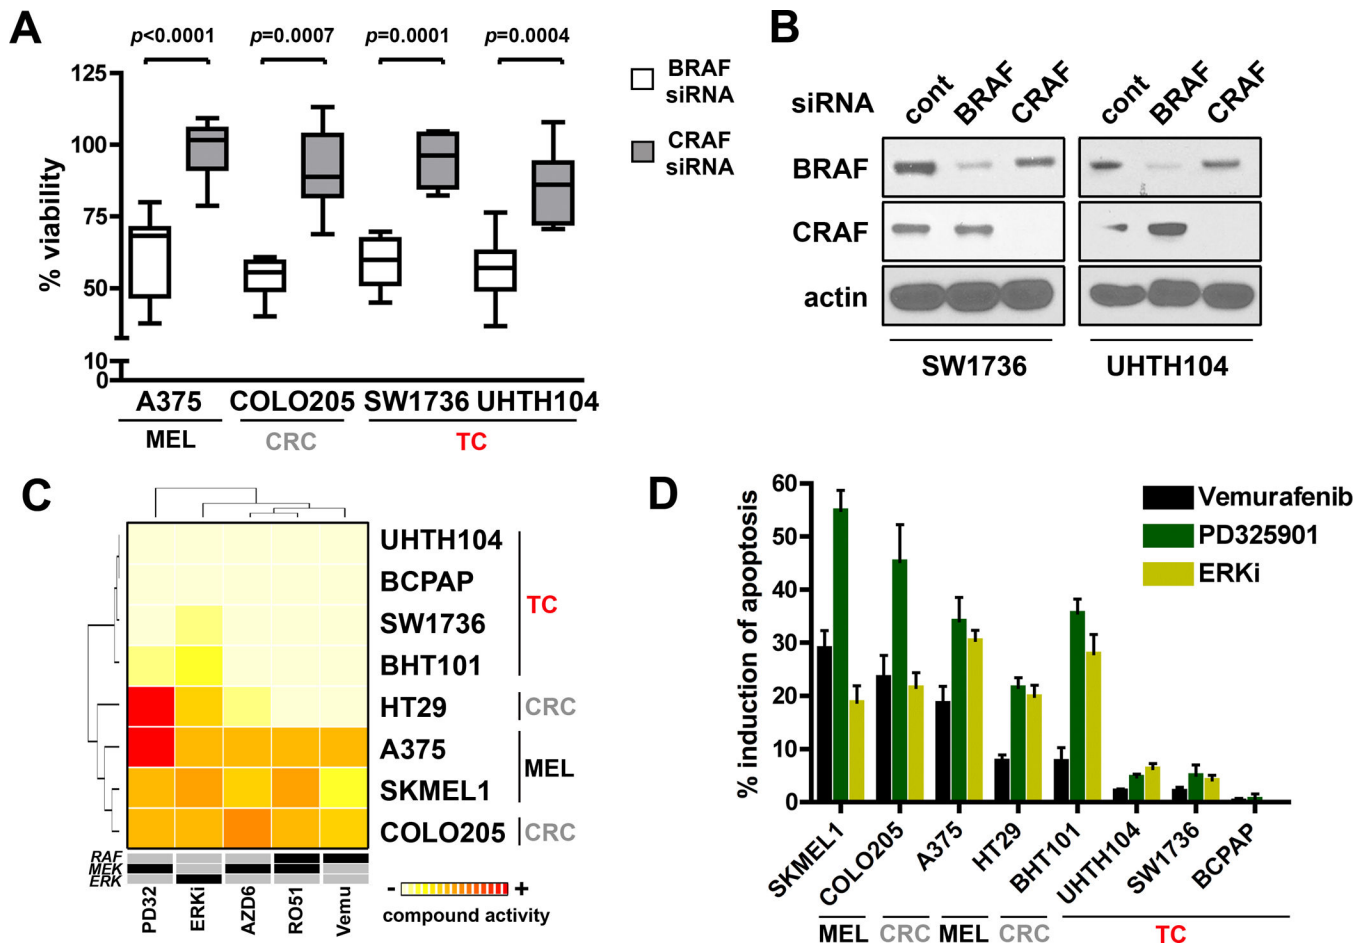 A
p<0.0001 p=0.0007 p=0.0001 p=0.0004
125
100
75
50
10
0
% viability
BRAF
siRNA
CRAF
siRNA
A375 COLO205 SW1736 UHTH104
MEL CRC TC
B
siRNA cont BRAF CRAF cont BRAF CRAF
BRAF
CRAF
actin
SW1736 UHTH104
C
UHTH104
BCPAP
SW1736
BHT101
TC
HT29 CRC
A375
SKMEL1
MEL
COLO205 CRC
RAF
MEK
ERK
PD32 ERKi AZD6 RO51 Vemu
- +
compound activity
D
% induction of apoptosis
60
50
40
30
20
10
0
Vemurafenib
PD325901
ERKi
SKMEL1 COLO205 A375 HT29 BHT101 UHTH104 SW1736 BCPAP
MEL CRC MEL CRC TC